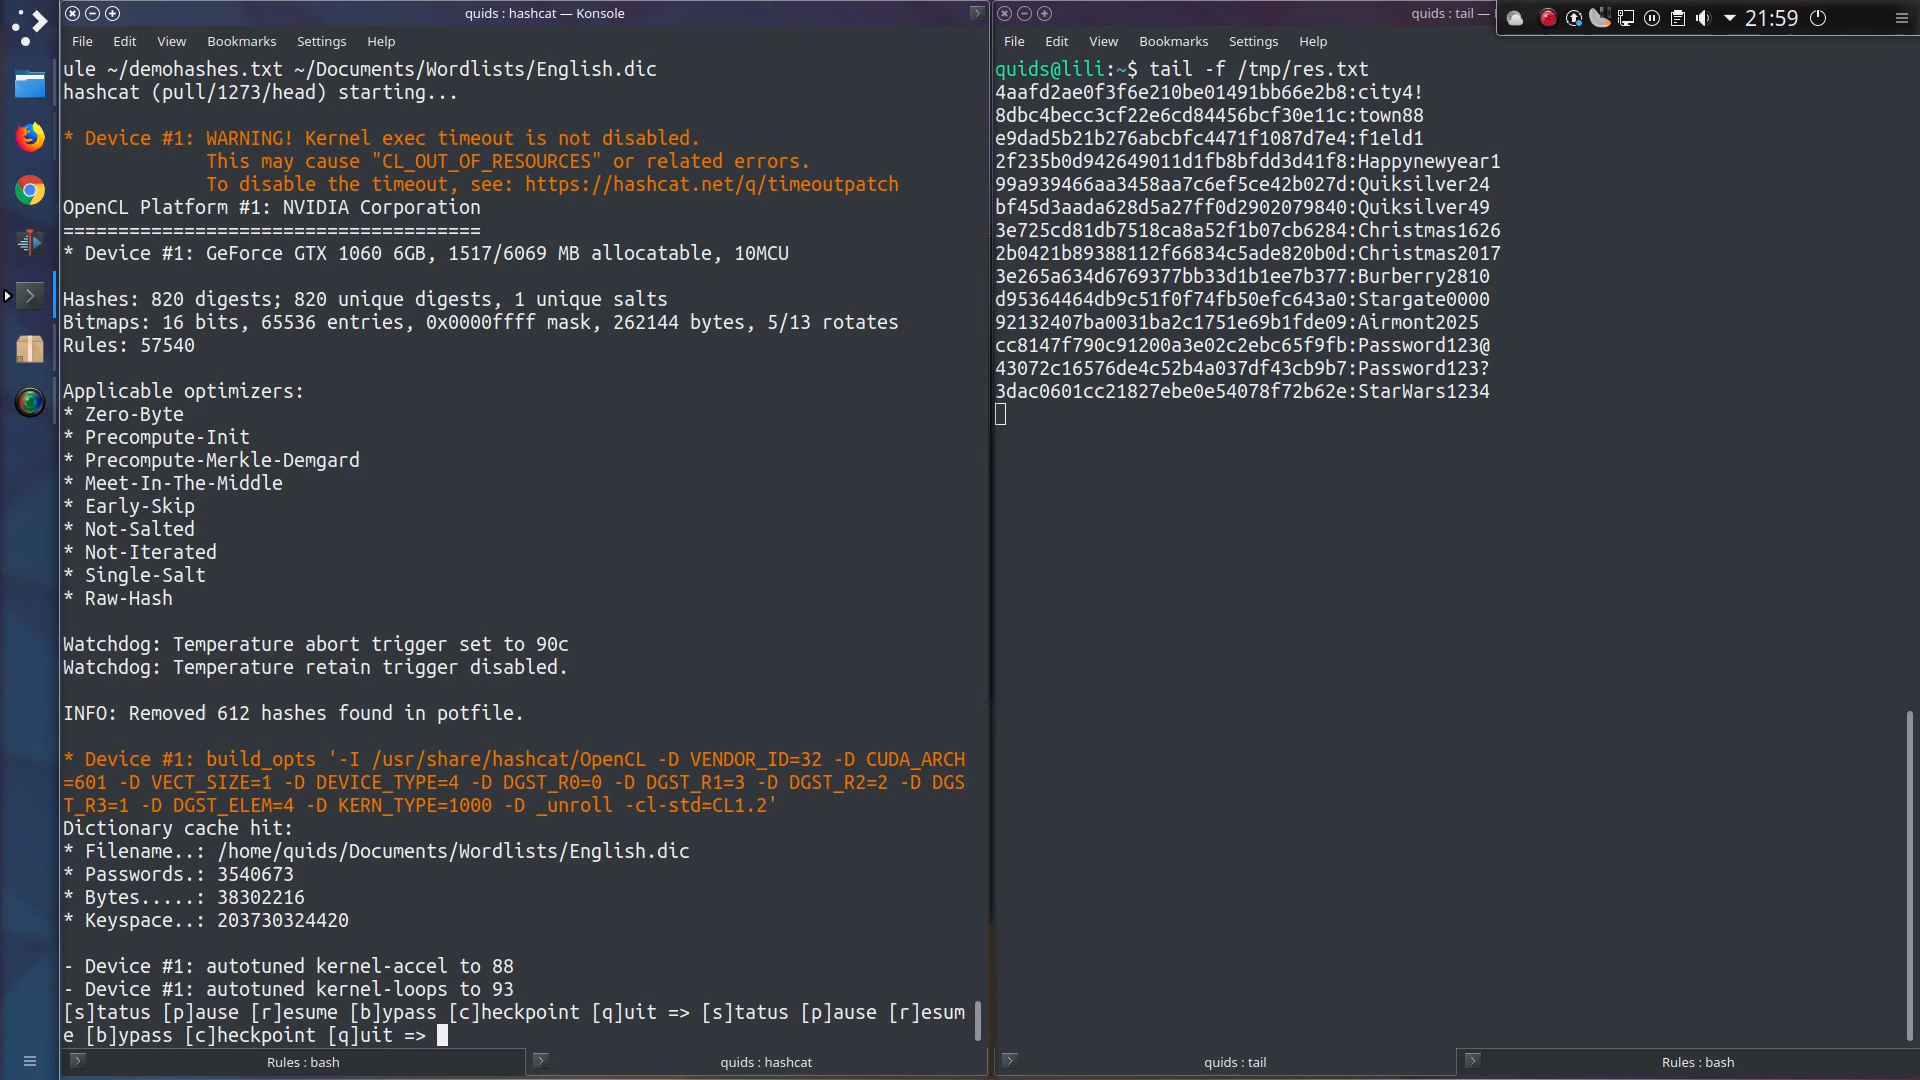 quids : hashcat — Konsole
File Edit View Bookmarks Settings Help
ule ~/demohashes.txt ~/Documents/Wordlists/English.dic
hashcat (pull/1273/head) starting...
* Device #1: WARNING! Kernel exec timeout is not disabled.
This may cause "CL_OUT_OF_RESOURCES" or related errors.
To disable the timeout, see: https://hashcat.net/q/timeoutpatch
OpenCL Platform #1: NVIDIA Corporation
======================================
* Device #1: GeForce GTX 1060 6GB, 1517/6069 MB allocatable, 10MCU
Hashes: 820 digests; 820 unique digests, 1 unique salts
Bitmaps: 16 bits, 65536 entries, 0x0000ffff mask, 262144 bytes, 5/13 rotates
Rules: 57540
Applicable optimizers:
* Zero-Byte
* Precompute-Init
* Precompute-Merkle-Demgard
* Meet-In-The-Middle
* Early-Skip
* Not-Salted
* Not-Iterated
* Single-Salt
* Raw-Hash
Watchdog: Temperature abort trigger set to 90c
Watchdog: Temperature retain trigger disabled.
INFO: Removed 612 hashes found in potfile.
* Device #1: build_opts '-I /usr/share/hashcat/OpenCL -D VENDOR_ID=32 -D CUDA_ARCH
=601 -D VECT_SIZE=1 -D DEVICE_TYPE=4 -D DGST_R0=0 -D DGST_R1=3 -D DGST_R2=2 -D DGS
T_R3=1 -D DGST_ELEM=4 -D KERN_TYPE=1000 -D _unroll -cl-std=CL1.2'
Dictionary cache hit:
* Filename..: /home/quids/Documents/Wordlists/English.dic
* Passwords.: 3540673
* Bytes.....: 38302216
* Keyspace..: 203730324420
- Device #1: autotuned kernel-accel to 88
- Device #1: autotuned kernel-loops to 93
[s]tatus [p]ause [r]esume [b]ypass [c]heckpoint [q]uit => [s]tatus [p]ause [r]esum
e [b]ypass [c]heckpoint [q]uit =>
Rules : bash
quids : hashcat
quids : tail —
21:59
File Edit View Bookmarks Settings Help
quids@lili:~$ tail -f /tmp/res.txt
4aafd2ae0f3f6e210be01491bb66e2b8:city4!
8dbc4becc3cf22e6cd84456bcf30e11c:town88
e9dad5b21b276abcbfc4471f1087d7e4:f1eld1
2f235b0d942649011d1fb8bfdd3d41f8:Happynewyear1
99a939466aa3458aa7c6ef5ce42b027d:Quiksilver24
bf45d3aada628d5a27ff0d2902079840:Quiksilver49
3e725cd81db7518ca8a52f1b07cb6284:Christmas1626
2b0421b89388112f66834c5ade820b0d:Christmas2017
3e265a634d6769377bb33d1b1ee7b377:Burberry2810
d95364464db9c51f0f74fb50efc643a0:Stargate0000
92132407ba0031ba2c1751e69b1fde09:Airmont2025
cc8147f790c91200a3e02c2ebc65f9fb:Password123@
43072c16576de4c52b4a037df43cb9b7:Password123?
3dac0601cc21827ebe0e54078f72b62e:StarWars1234
quids : tail
Rules : bash